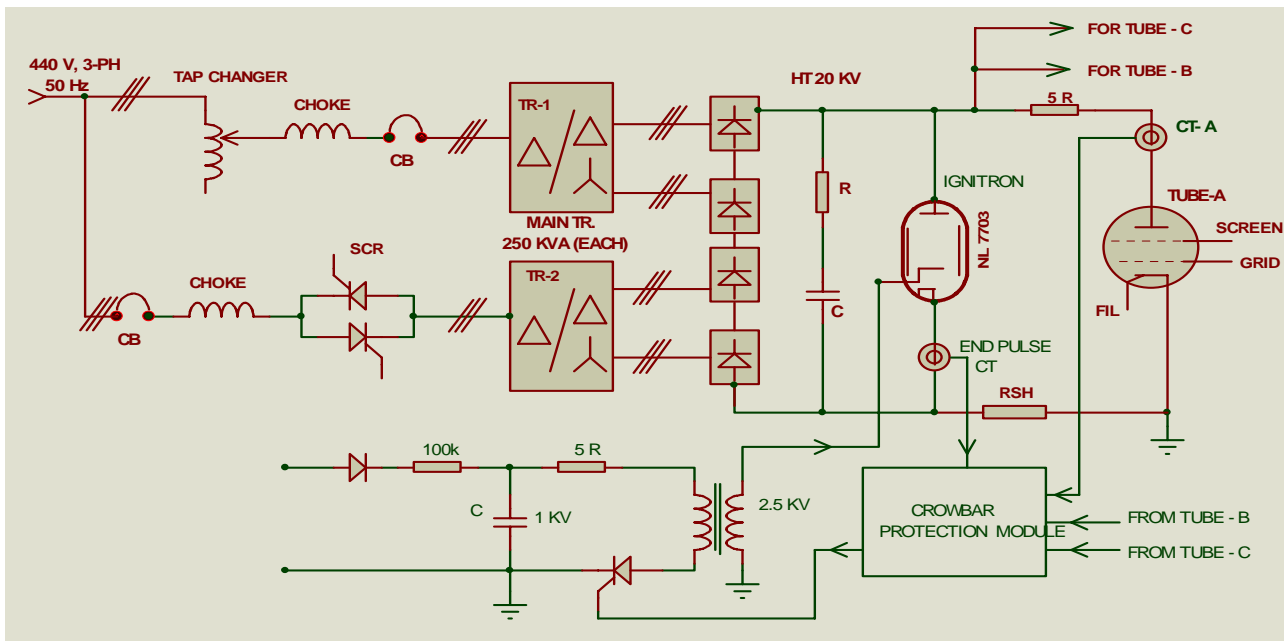 440 V, 3-PH
50 Hz
TAP CHANGER
CHOKE
CB
TR-1
MAIN TR.
250 KVA (EACH)
HT 20 KV
FOR TUBE - C
FOR TUBE - B
5 R
CT- A
R
IGNITRON
NL 7703
TUBE-A
SCREEN
GRID
FIL
SCR
CHOKE
CB
TR-2
C
END PULSE
CT
RSH
100k
5 R
C
1 KV
2.5 KV
CROWBAR
PROTECTION MODULE
FROM TUBE - B
FROM TUBE - C